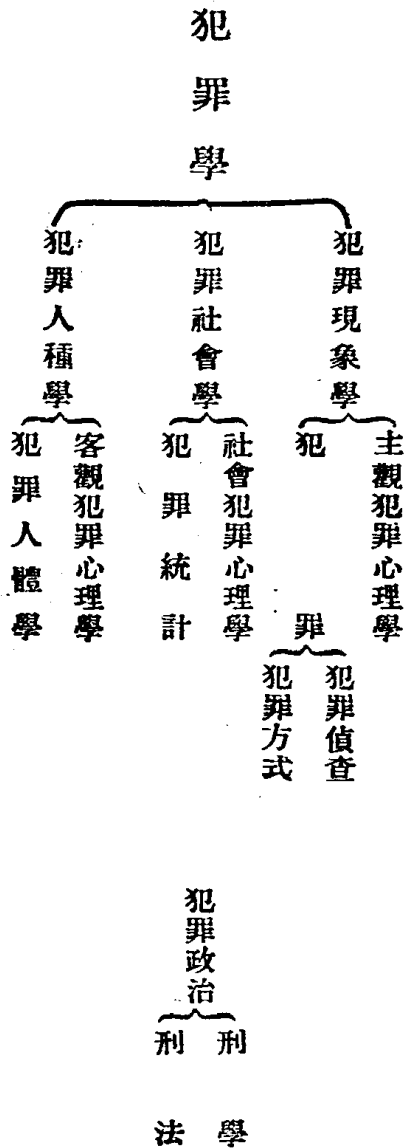 犯罪學
犯罪現象學
主觀犯罪心理學
犯罪
犯罪偵查
犯罪方式
犯罪社會學
社會犯罪心理學
犯罪統計
犯罪人種學
客觀犯罪心理學
犯罪人體學
犯罪政治
刑學
刑法